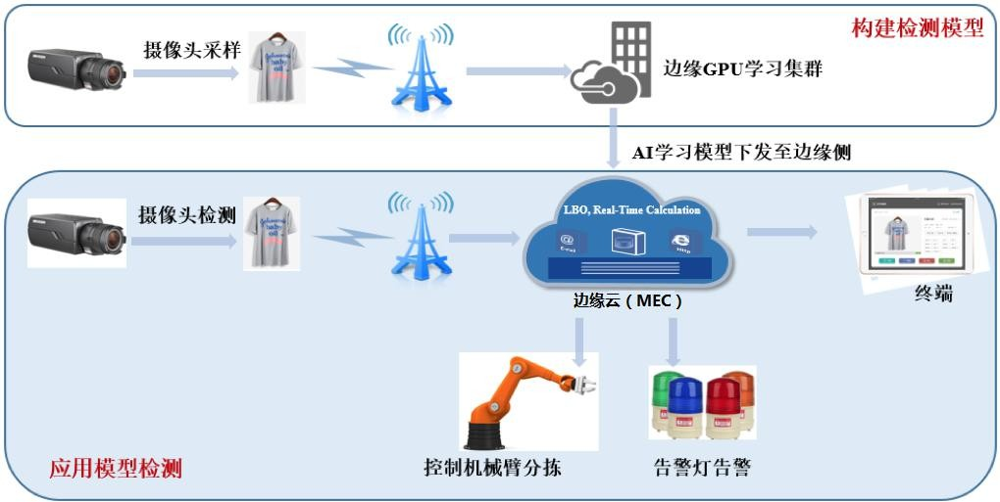 构建检测模型
摄像头采样
边缘GPU学习集群
AI学习模型下发至边缘侧
摄像头检测
LBO, Real-Time Calculation
E-mail
边缘云（MEC）
终端
控制机械臂分拣
告警灯告警
应用模型检测